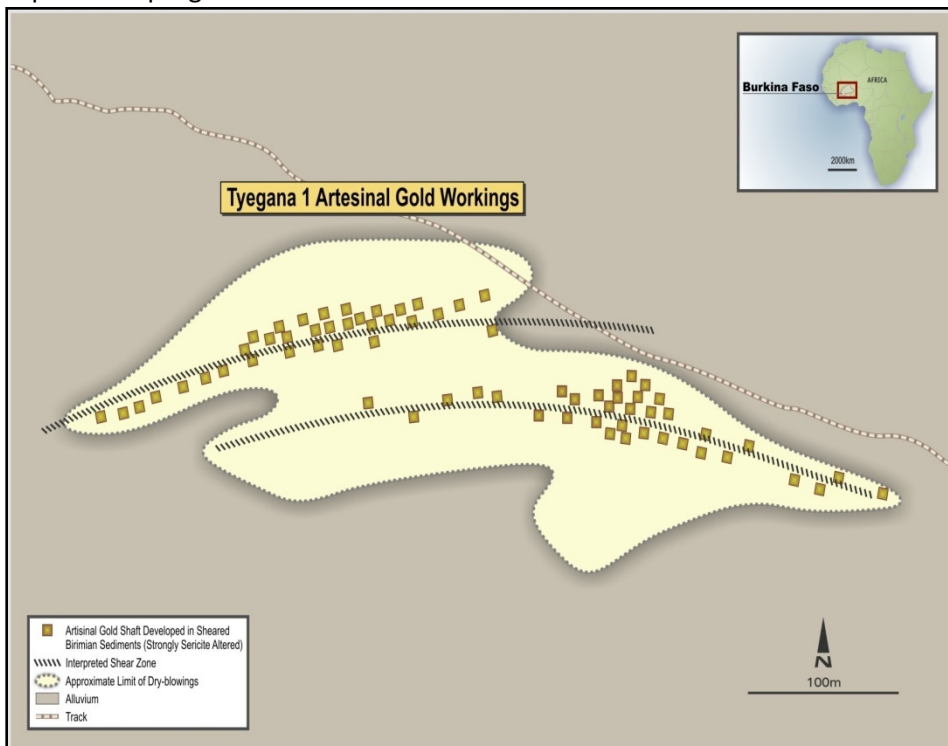 Burkina Faso
AFRICA
2000km
Tyegana 1 Artesinal Gold Workings
Artisinal Gold Shaft Developed in Sheared
Birimian Sediments (Strongly Sericite Altered)
Interpreted Shear Zone
Approximate Limit of Dry-blowings
Alluvium
Track
N
100m